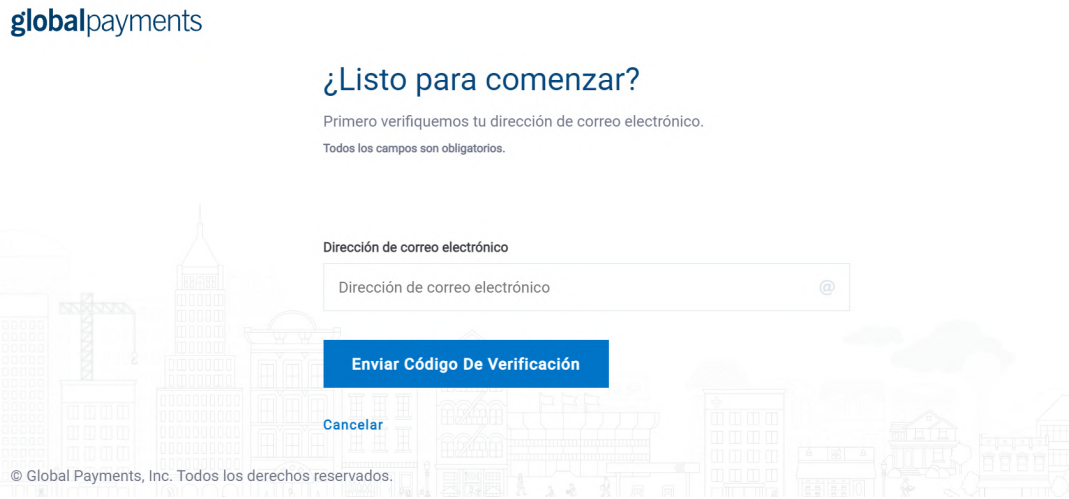 globalpayments
¿Listo para comenzar?
Primero verifiquemos tu dirección de correo electrónico.
Todos los campos son obligatorios.
Dirección de correo electrónico
Dirección de correo electrónico @
Enviar Código De Verificación
Cancelar
© Global Payments, Inc. Todos los derechos reservados.